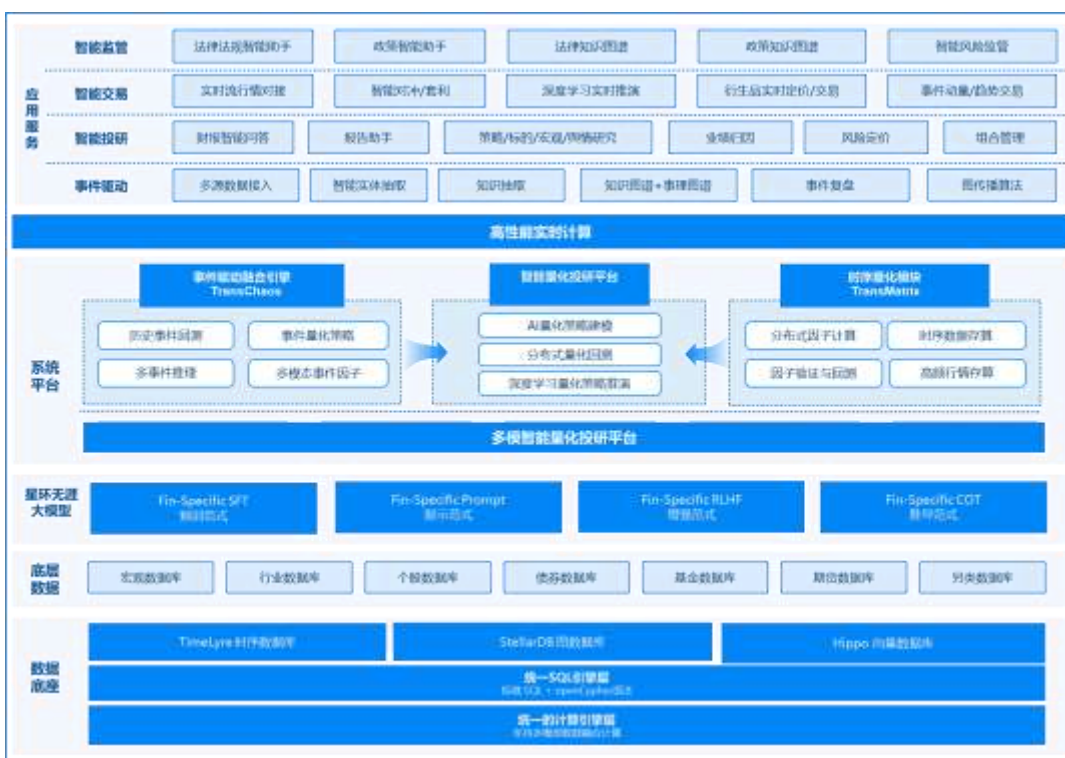 应用服务
智能监管
法律法规智能助手
政策智能助手
法律知识图谱
政策知识图谱
智能风险监管
智能交易
实时流行情对接
智能对冲/套利
深度学习实时推演
衍生品实时定价/交易
事件动量/趋势交易
智能投研
财报智能问答
报告助手
策略/标的/宏观/舆情研究
业绩归因
风险定价
组合管理
事件驱动
多源数据接入
智能实体抽取
知识抽取
知识图谱+事理图谱
事件复盘
图传播算法
高性能实时计算
系统平台
事件驱动融合引擎
TransChaos
历史事件回测
事件量化策略
多事件推理
多模态事件因子
智能量化投研平台
AI量化策略建模
分布式量化回测
深度学习量化策略推演
时序量化模块
TransMatrix
分布式因子计算
时序数据存算
因子验证与回测
高频行情存算
多模智能量化投研平台
星环无涯
大模型
Fin-Specific SFT
Fin-Specific Prompt
提示范式
Fin-Specific RLHF
增强范式
Fin-Specific COT
推导范式
底层数据
宏观数据库
行业数据库
个股数据库
债券数据库
基金数据库
期货数据库
另类数据库
数据底座
TimeLyre 时序数据库
StellarDB 图数据库
Hippo 向量数据库
统一SQL引擎层
统一的计算引擎层